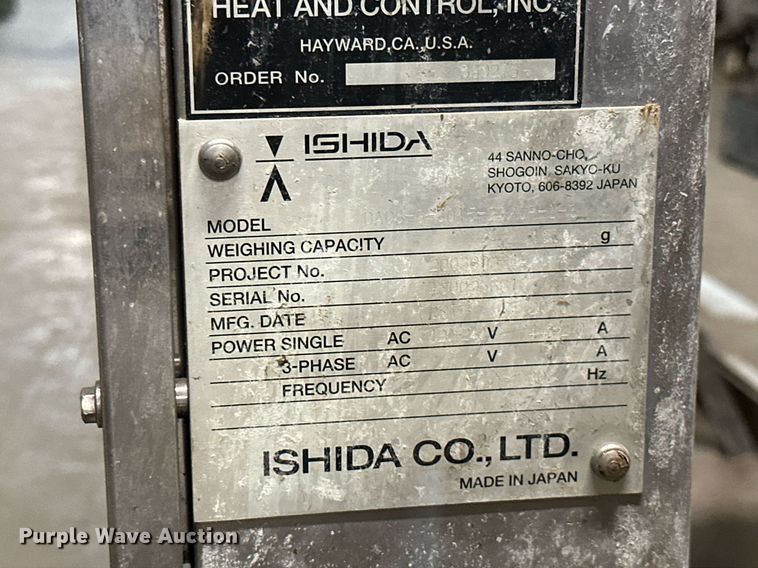 HEAT AND CONTROL, INC.
HAYWARD, CA., U.S.A.
ORDER No.
ISHIDA
44 SANNO-CHO,
SHOGOIN, SAKYO-KU
KYOTO, 606-8392 JAPAN
MODEL
WEIGHING CAPACITY g
PROJECT No.
SERIAL No.
MFG. DATE
POWER SINGLE AC V A
3-PHASE AC V A
FREQUENCY Hz
ISHIDA CO., LTD.
MADE IN JAPAN
Purple Wave Auction